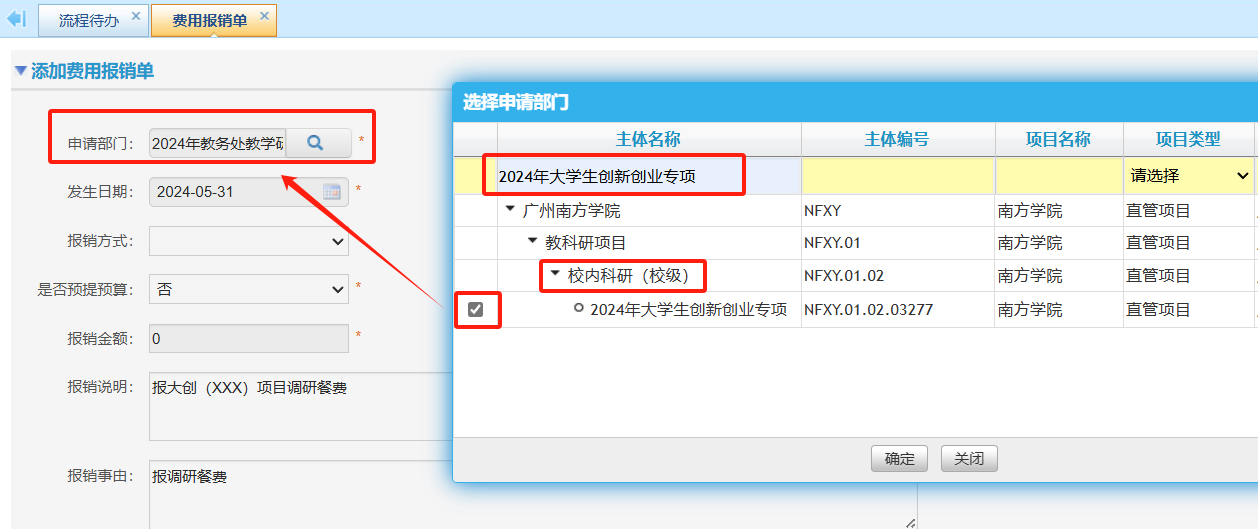 流程待办
费用报销单
添加费用报销单
申请部门: 2024年教务处教学研 *
发生日期: 2024-05-31 *
报销方式:
是否预提预算: 否 *
报销金额: 0 *
报销说明: 报大创（XXX）项目调研餐费
报销事由: 报调研餐费
选择申请部门
主体名称 主体编号 项目名称 项目类型
2024年大学生创新创业专项 请选择
广州南方学院 NFXY 南方学院 直管项目
教科研项目 NFXY.01 南方学院 直管项目
校内科研（校级） NFXY.01.02 南方学院 直管项目
2024年大学生创新创业专项 NFXY.01.02.03277 南方学院 直管项目
确定 关闭